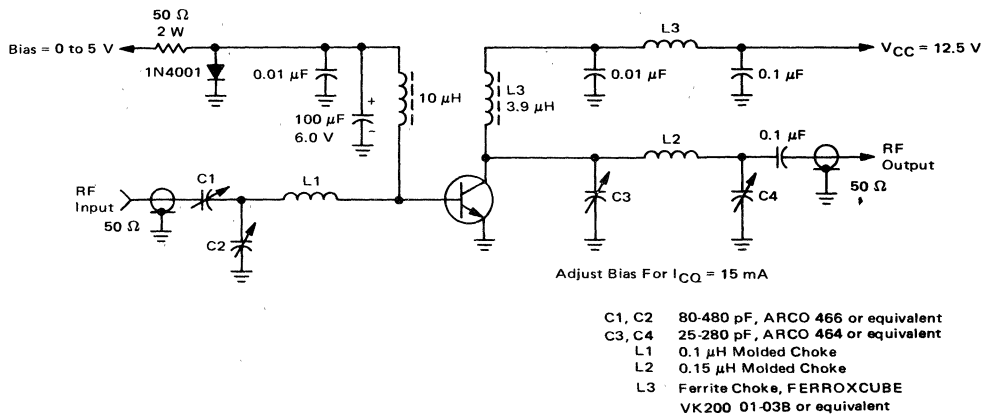 50 Ω
2 W
Bias = 0 to 5 V
1N4001
0.01 µF
100 µF
6.0 V
+
-
10 µH
L3
3.9 µH
L3
0.01 µF
0.1 µF
VCC = 12.5 V
RF
Input
50 Ω
C1
C2
L1
L2
C3
C4
0.1 µF
RF
Output
50 Ω
Adjust Bias For ICQ = 15 mA
C1, C2 80-480 pF, ARCO 466 or equivalent
C3, C4 25-280 pF, ARCO 464 or equivalent
L1 0.1 µH Molded Choke
L2 0.15 µH Molded Choke
L3 Ferrite Choke, FERROXCUBE
VK200 01-03B or equivalent